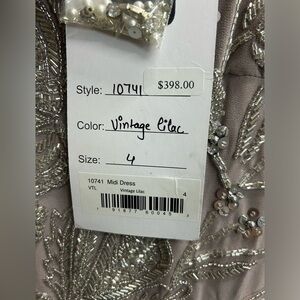 Style: 10741
$398.00
Color: Vintage Lilac
Size: 4
10741 Midi Dress
VTL
Vintage Lilac
4